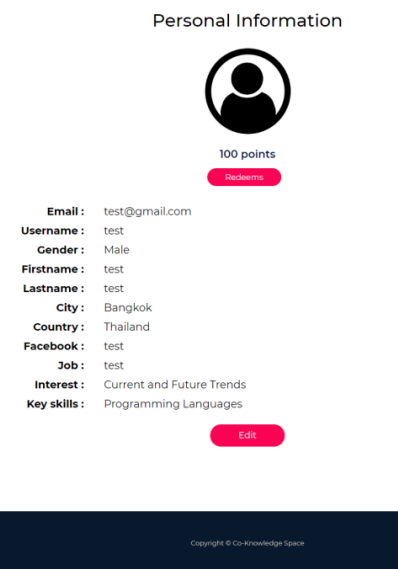 Personal Information
100 points
Redeems
Email : test@gmail.com
Username : test
Gender : Male
Firstname : test
Lastname : test
City : Bangkok
Country : Thailand
Facebook : test
Job : test
Interest : Current and Future Trends
Key skills : Programming Languages
Edit
Copyright © Co-Knowledge Space